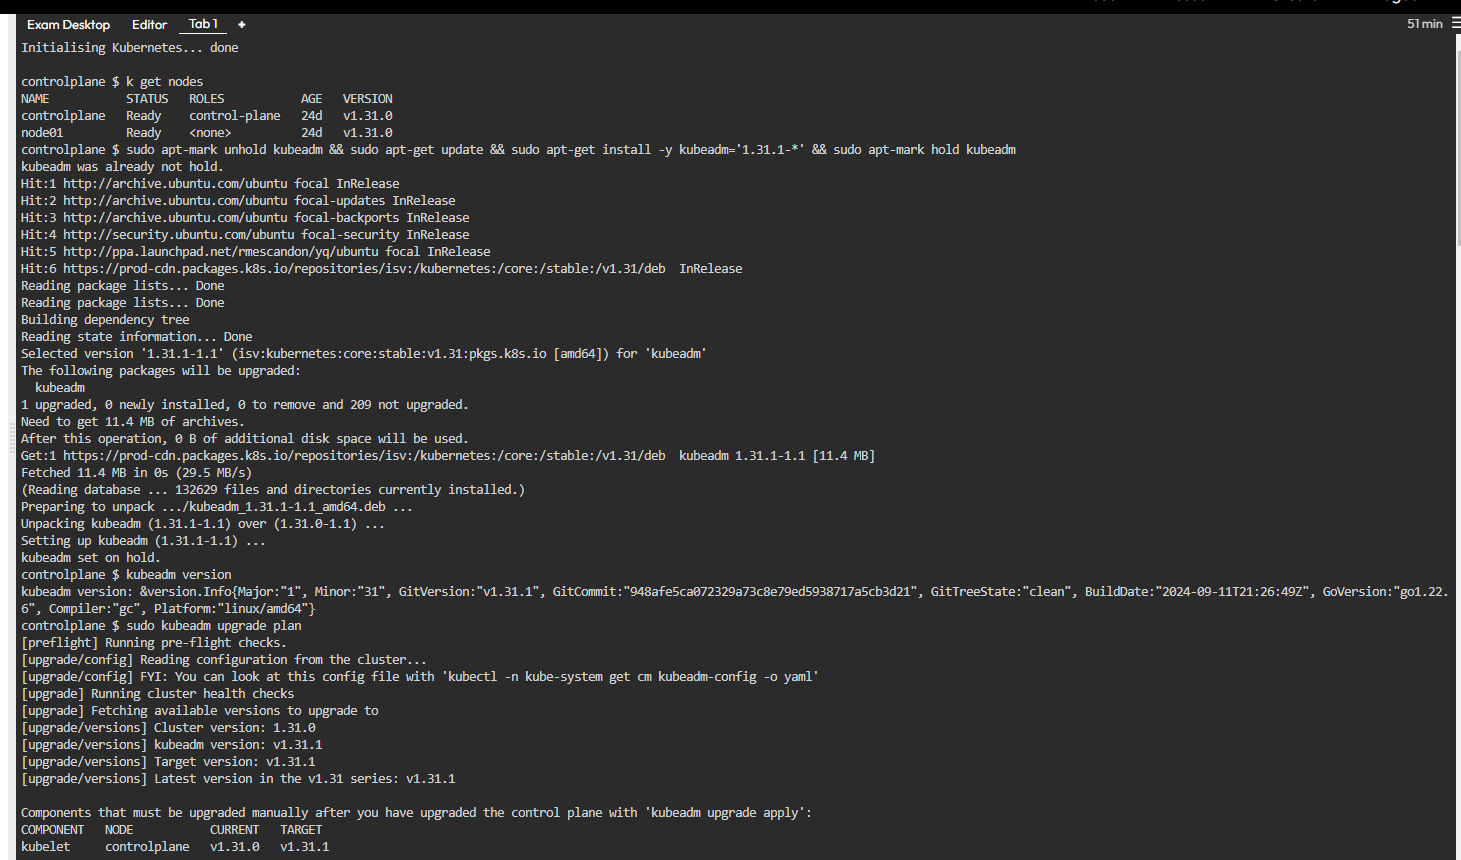 Exam Desktop Editor Tab 1 +
51 min
Initialising Kubernetes... done
controlplane $ k get nodes
NAME STATUS ROLES AGE VERSION
controlplane Ready control-plane 24d v1.31.0
node01 Ready <none> 24d v1.31.0
controlplane $ sudo apt-mark unhold kubeadm && sudo apt-get update && sudo apt-get install -y kubeadm='1.31.1-*' && sudo apt-mark hold kubeadm
kubeadm was already not hold.
Hit:1 http://archive.ubuntu.com/ubuntu focal InRelease
Hit:2 http://archive.ubuntu.com/ubuntu focal-updates InRelease
Hit:3 http://archive.ubuntu.com/ubuntu focal-backports InRelease
Hit:4 http://security.ubuntu.com/ubuntu focal-security InRelease
Hit:5 http://ppa.launchpad.net/rmescandon/yq/ubuntu focal InRelease
Hit:6 https://prod-cdn.packages.k8s.io/repositories/isv:/kubernetes:/core:/stable:/v1.31/deb InRelease
Reading package lists... Done
Reading package lists... Done
Building dependency tree
Reading state information... Done
Selected version '1.31.1-1.1' (isv:kubernetes:core:stable:v1.31:pkgs.k8s.io [amd64]) for 'kubeadm'
The following packages will be upgraded:
kubeadm
1 upgraded, 0 newly installed, 0 to remove and 209 not upgraded.
Need to get 11.4 MB of archives.
After this operation, 0 B of additional disk space will be used.
Get:1 https://prod-cdn.packages.k8s.io/repositories/isv:/kubernetes:/core:/stable:/v1.31/deb kubeadm 1.31.1-1.1 [11.4 MB]
Fetched 11.4 MB in 0s (29.5 MB/s)
(Reading database ... 132629 files and directories currently installed.)
Preparing to unpack .../kubeadm_1.31.1-1.1_amd64.deb ...
Unpacking kubeadm (1.31.1-1.1) over (1.31.0-1.1) ...
Setting up kubeadm (1.31.1-1.1) ...
kubeadm set on hold.
controlplane $ kubeadm version
kubeadm version: &version.Info{Major:"1", Minor:"31", GitVersion:"v1.31.1", GitCommit:"948afe5ca072329a73c8e79ed5938717a5cb3d21", GitTreeState:"clean", BuildDate:"2024-09-11T21:26:49Z", GoVersion:"go1.22.
6", Compiler:"gc", Platform:"linux/amd64"}
controlplane $ sudo kubeadm upgrade plan
[preflight] Running pre-flight checks.
[upgrade/config] Reading configuration from the cluster...
[upgrade/config] FYI: You can look at this config file with 'kubectl -n kube-system get cm kubeadm-config -o yaml'
[upgrade] Running cluster health checks
[upgrade] Fetching available versions to upgrade to
[upgrade/versions] Cluster version: 1.31.0
[upgrade/versions] kubeadm version: v1.31.1
[upgrade/versions] Target version: v1.31.1
[upgrade/versions] Latest version in the v1.31 series: v1.31.1
Components that must be upgraded manually after you have upgraded the control plane with 'kubeadm upgrade apply':
COMPONENT NODE CURRENT TARGET
kubelet controlplane v1.31.0 v1.31.1